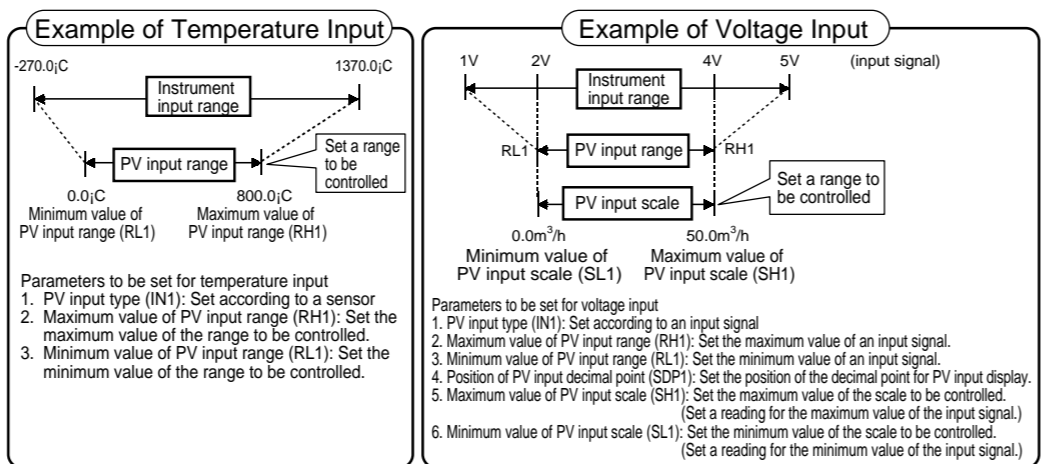 Example of Temperature Input
-270.0¡C
1370.0¡C
Instrument
input range
PV input range
Set a range
to be
controlled
0.0¡C
800.0¡C
Minimum value of
PV input range (RL1)
Maximum value of
PV input range (RH1)
Parameters to be set for temperature input
1. PV input type (IN1): Set according to a sensor
2. Maximum value of PV input range (RH1): Set the
maximum value of the range to be controlled.
3. Minimum value of PV input range (RL1): Set the
minimum value of the range to be controlled.
Example of Voltage Input
1V 2V 4V 5V (input signal)
Instrument
input range
RL1 PV input range RH1
PV input scale
Set a range to
be controlled
0.0m³/h
50.0m³/h
Minimum value of
PV input scale (SL1)
Maximum value of
PV input scale (SH1)
Parameters to be set for voltage input
1. PV input type (IN1): Set according to an input signal
2. Maximum value of PV input range (RH1): Set the maximum value of an input signal.
3. Minimum value of PV input range (RL1): Set the minimum value of an input signal.
4. Position of PV input decimal point (SDP1): Set the position of the decimal point for PV input display.
5. Maximum value of PV input scale (SH1): Set the maximum value of the scale to be controlled.
(Set a reading for the maximum value of the input signal.)
6. Minimum value of PV input scale (SL1): Set the minimum value of the scale to be controlled.
(Set a reading for the minimum value of the input signal.)